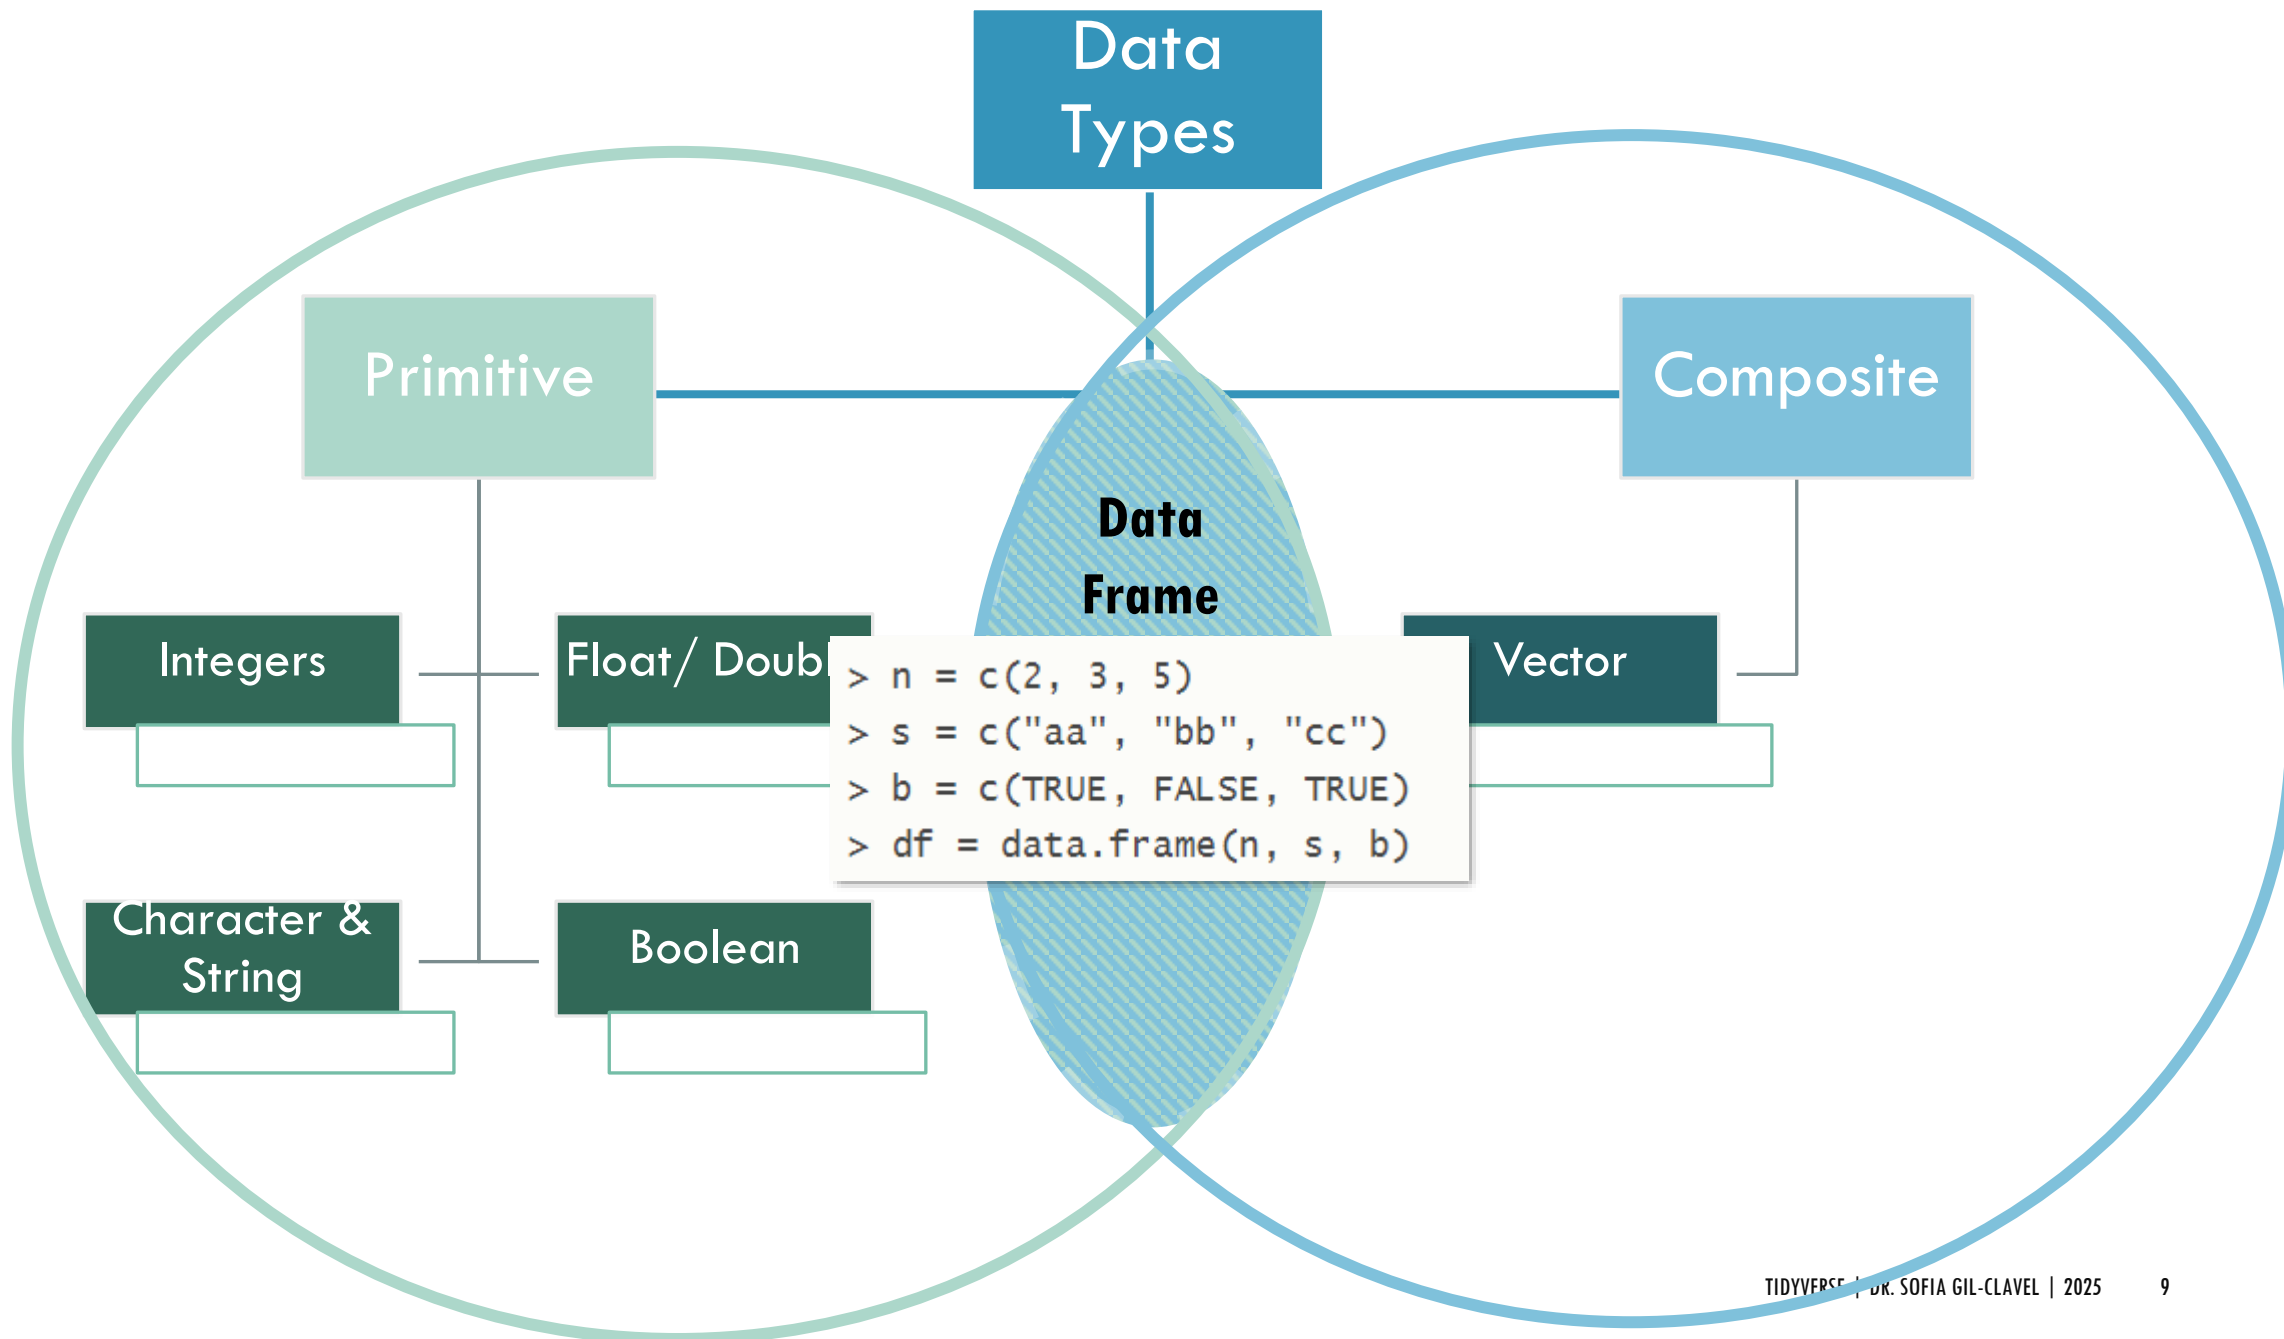 Data
Types
Primitive
Composite
Data
Frame
Integers
Float/ Doubl
Vector
> n = c(2, 3, 5)
> s = c("aa", "bb", "cc")
> b = c(TRUE, FALSE, TRUE)
> df = data.frame(n, s, b)
Character &
String
Boolean
TIDYVERSE | DR. SOFIA GIL-CLAVEL | 2025 9